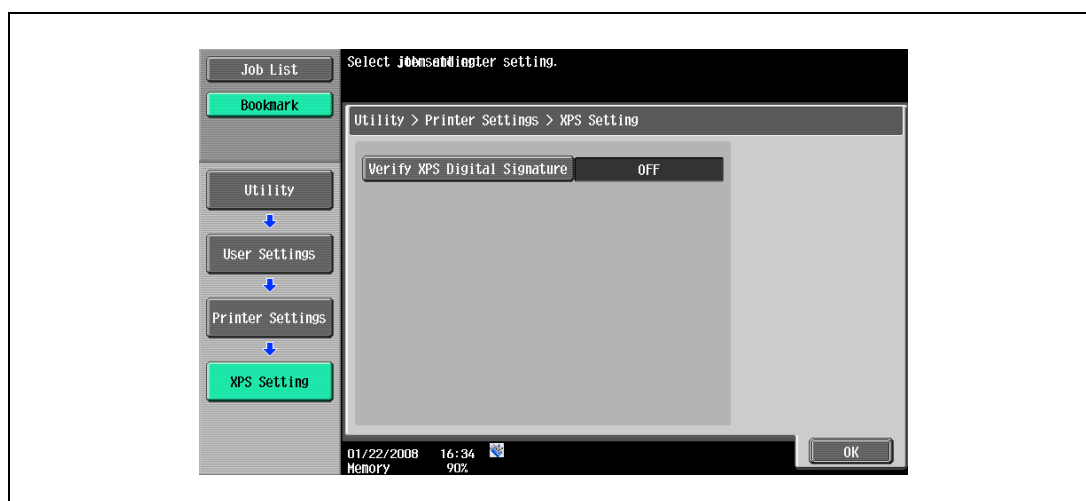 Job List
Bookmark
Select setting.
Utility > Printer Settings > XPS Setting
Verify XPS Digital Signature OFF
Utility
User Settings
Printer Settings
XPS Setting
01/22/2008 16:34
Memory 90%
OK